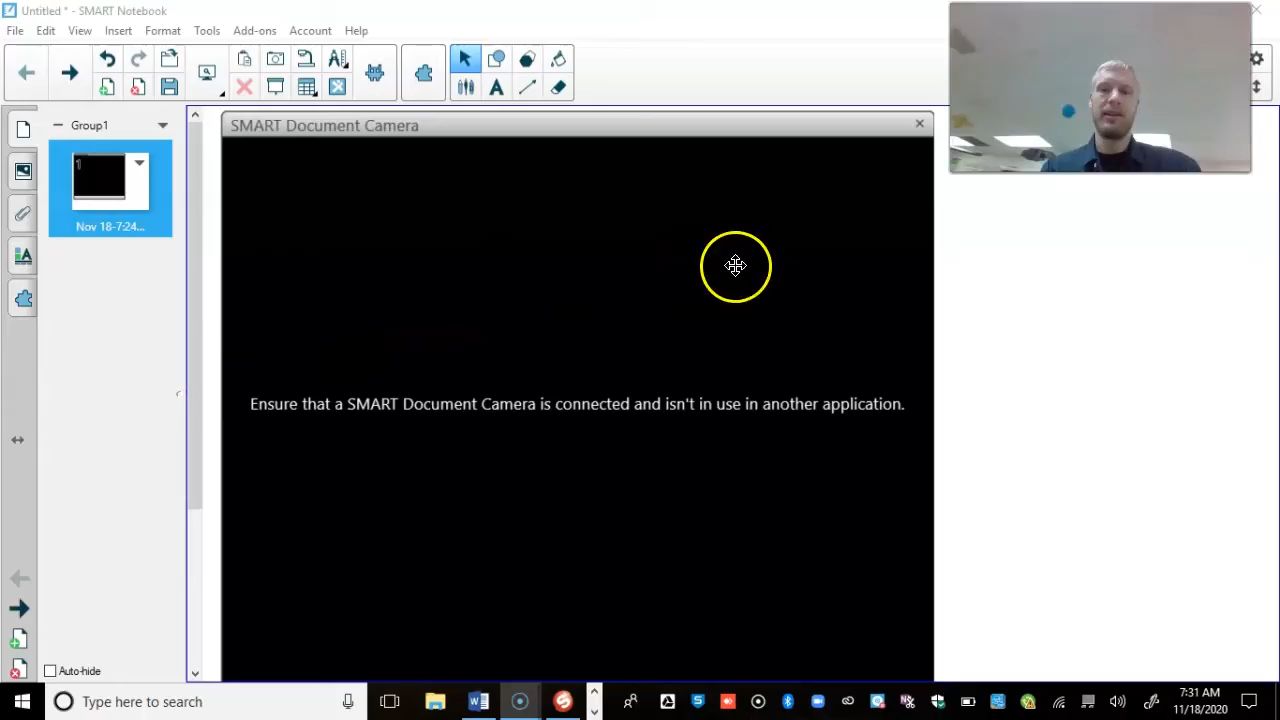 Untitled * - SMART Notebook
File Edit View Insert Format Tools Add-ons Account Help
Group1
SMART Document Camera
1
Nov 18-7:24...
Ensure that a SMART Document Camera is connected and isn't in use in another application.
Auto-hide
Type here to search
7:31 AM
11/18/2020